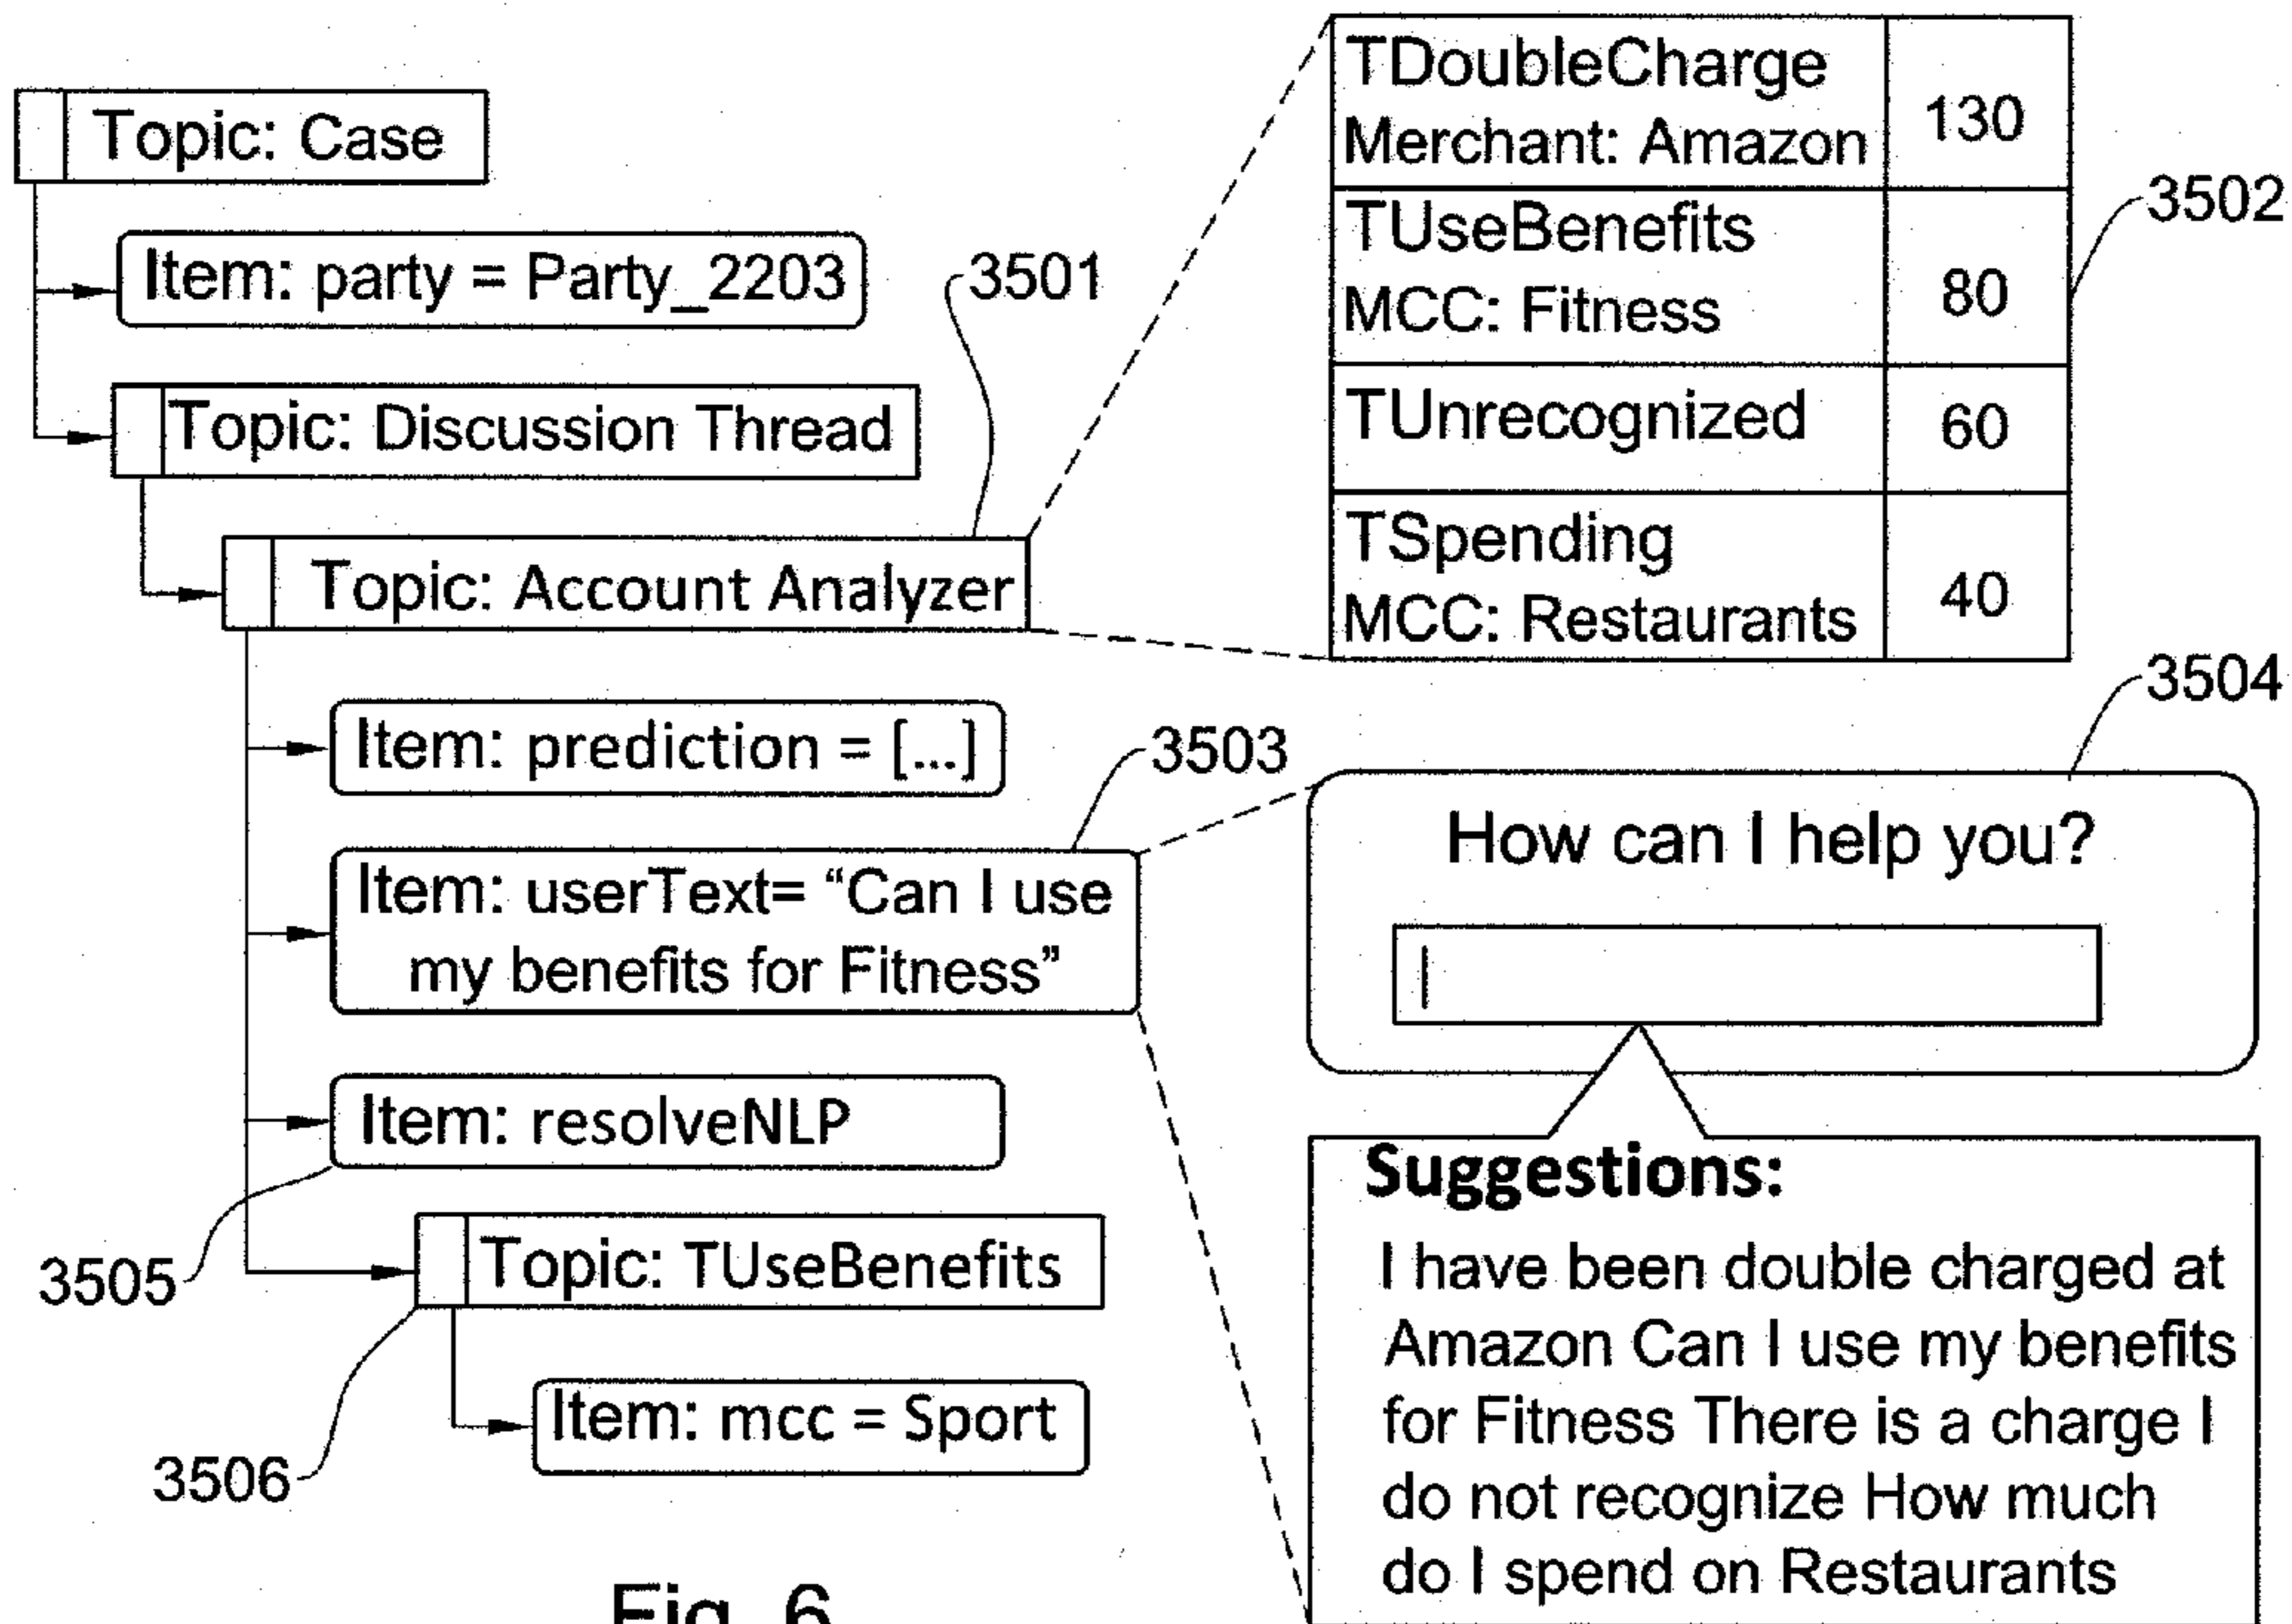 Topic: Case
Item: party = Party_2203
Topic: Discussion Thread
3501
Topic: Account Analyzer
Item: prediction = [...]
3503
Item: userText= “Can I use
my benefits for Fitness”
Item: resolveNLP
3505
Topic: TUseBenefits
3506
Item: mcc = Sport
TDoubleCharge
Merchant: Amazon
130
3502
TUseBenefits
MCC: Fitness
80
TUnrecognized
60
TSpending
MCC: Restaurants
40
3504
How can I help you?
Suggestions:
I have been double charged at
Amazon Can I use my benefits
for Fitness There is a charge I
do not recognize How much
do I spend on Restaurants
Fig. 6